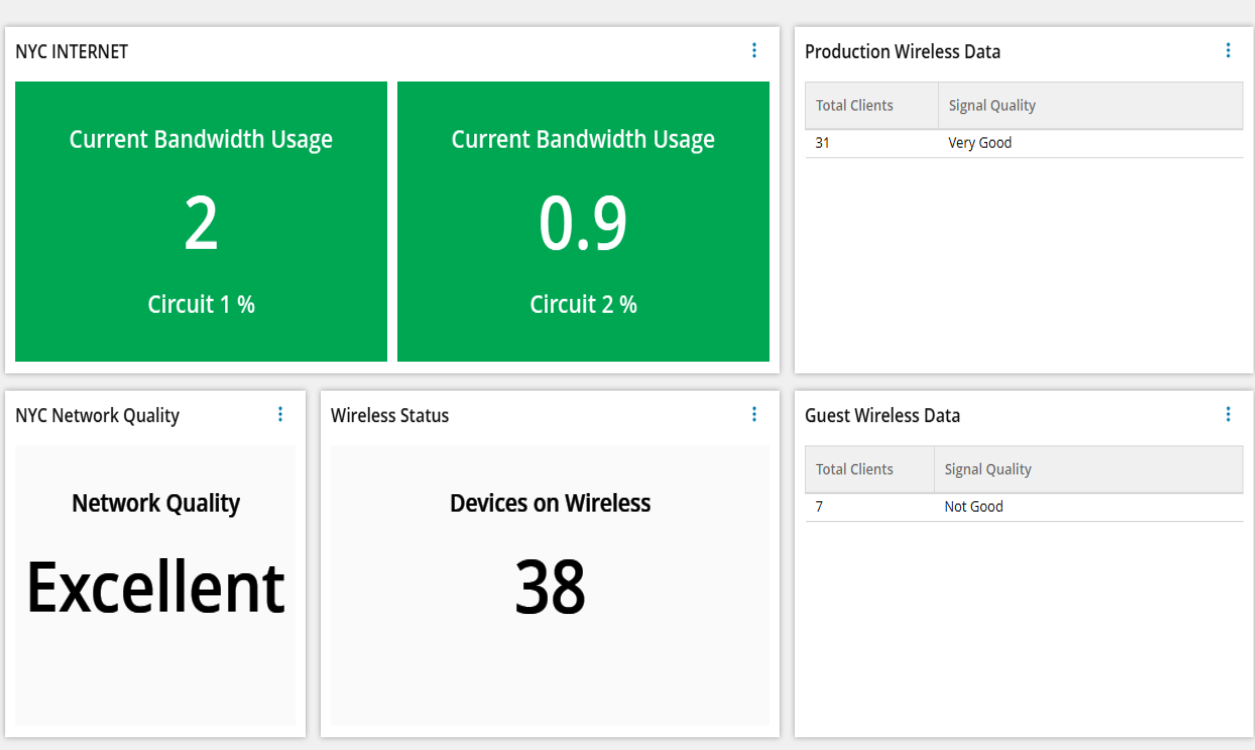 NYC INTERNET
Current Bandwidth Usage
2
Circuit 1 %
Current Bandwidth Usage
0.9
Circuit 2 %
Production Wireless Data
Total Clients Signal Quality
31 Very Good
NYC Network Quality
Network Quality
Excellent
Wireless Status
Devices on Wireless
38
Guest Wireless Data
Total Clients Signal Quality
7 Not Good